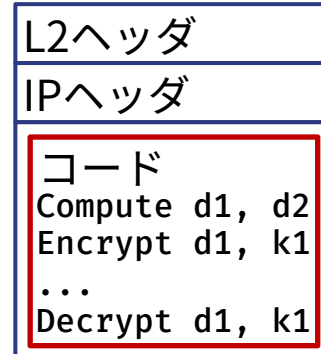 L2ヘッダ
IPヘッダ
コード
Compute d1, d2
Encrypt d1, k1
...
Decrypt d1, k1